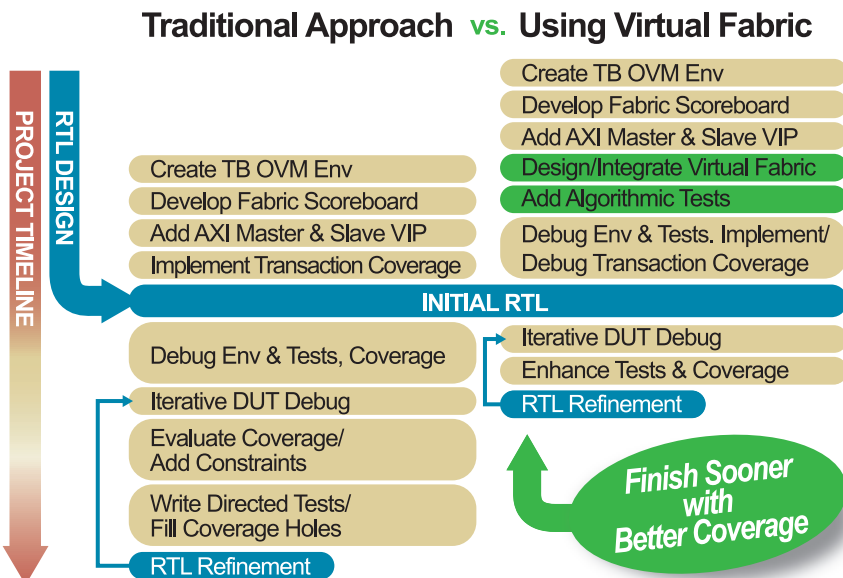 Traditional Approach vs. Using Virtual Fabric
PROJECT TIMELINE
RTL DESIGN
Create TB OVM Env
Develop Fabric Scoreboard
Add AXI Master & Slave VIP
Implement Transaction Coverage
Create TB OVM Env
Develop Fabric Scoreboard
Add AXI Master & Slave VIP
Design/Integrate Virtual Fabric
Add Algorithmic Tests
Debug Env & Tests. Implement/
Debug Transaction Coverage
INITIAL RTL
Debug Env & Tests, Coverage
Iterative DUT Debug
Evaluate Coverage/
Add Constraints
Write Directed Tests/
Fill Coverage Holes
RTL Refinement
Iterative DUT Debug
Enhance Tests & Coverage
RTL Refinement
Finish Sooner
with
Better Coverage